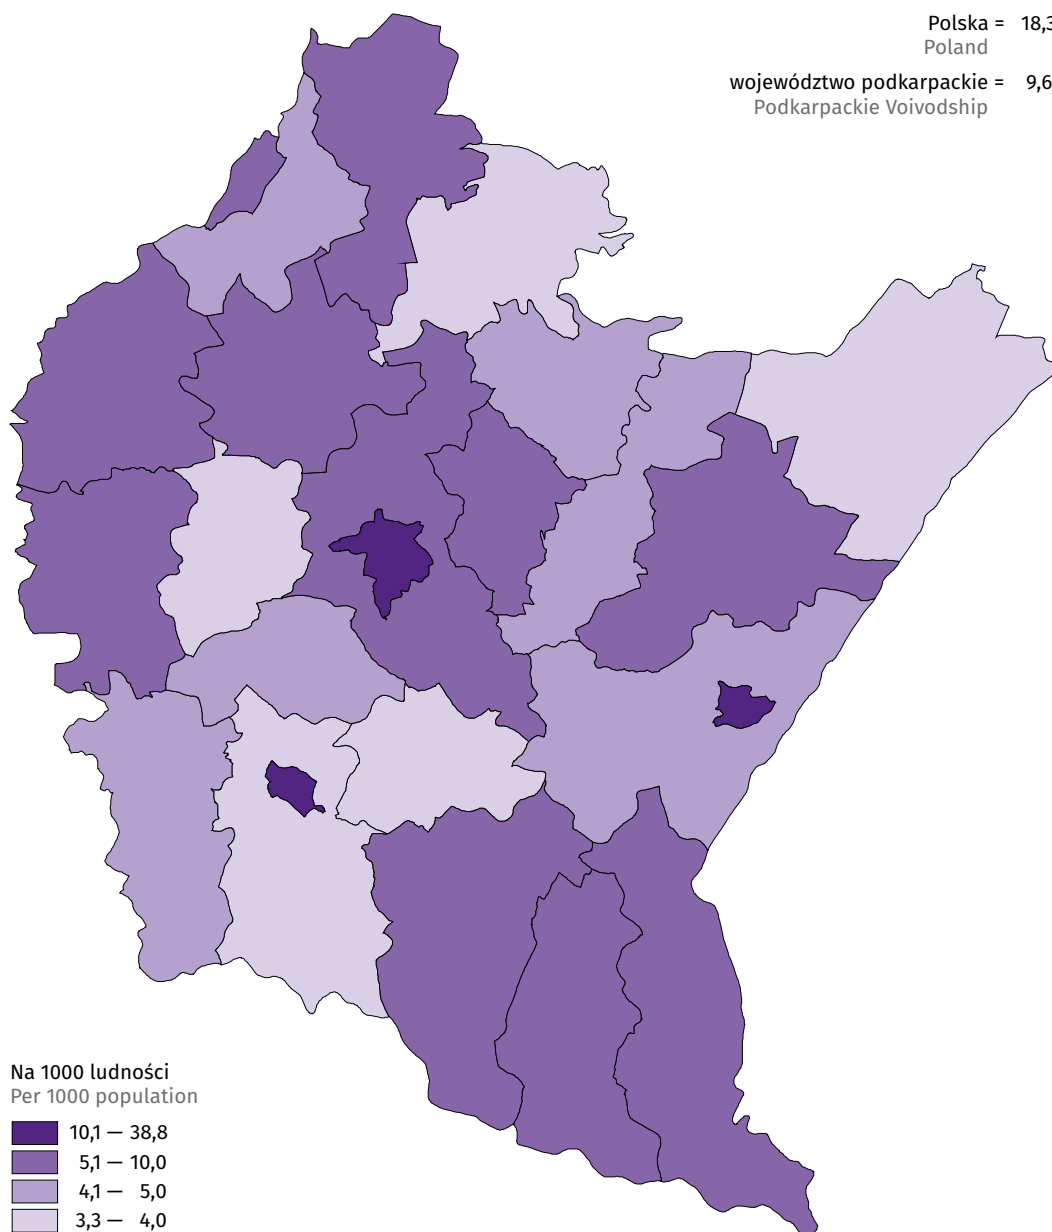 Polska = 18,3
Poland
województwo podkarpackie = 9,6
Podkarpackie Voivodship
Na 1000 ludności
Per 1000 population
10,1 — 38,8
5,1 — 10,0
4,1 — 5,0
3,3 — 4,0